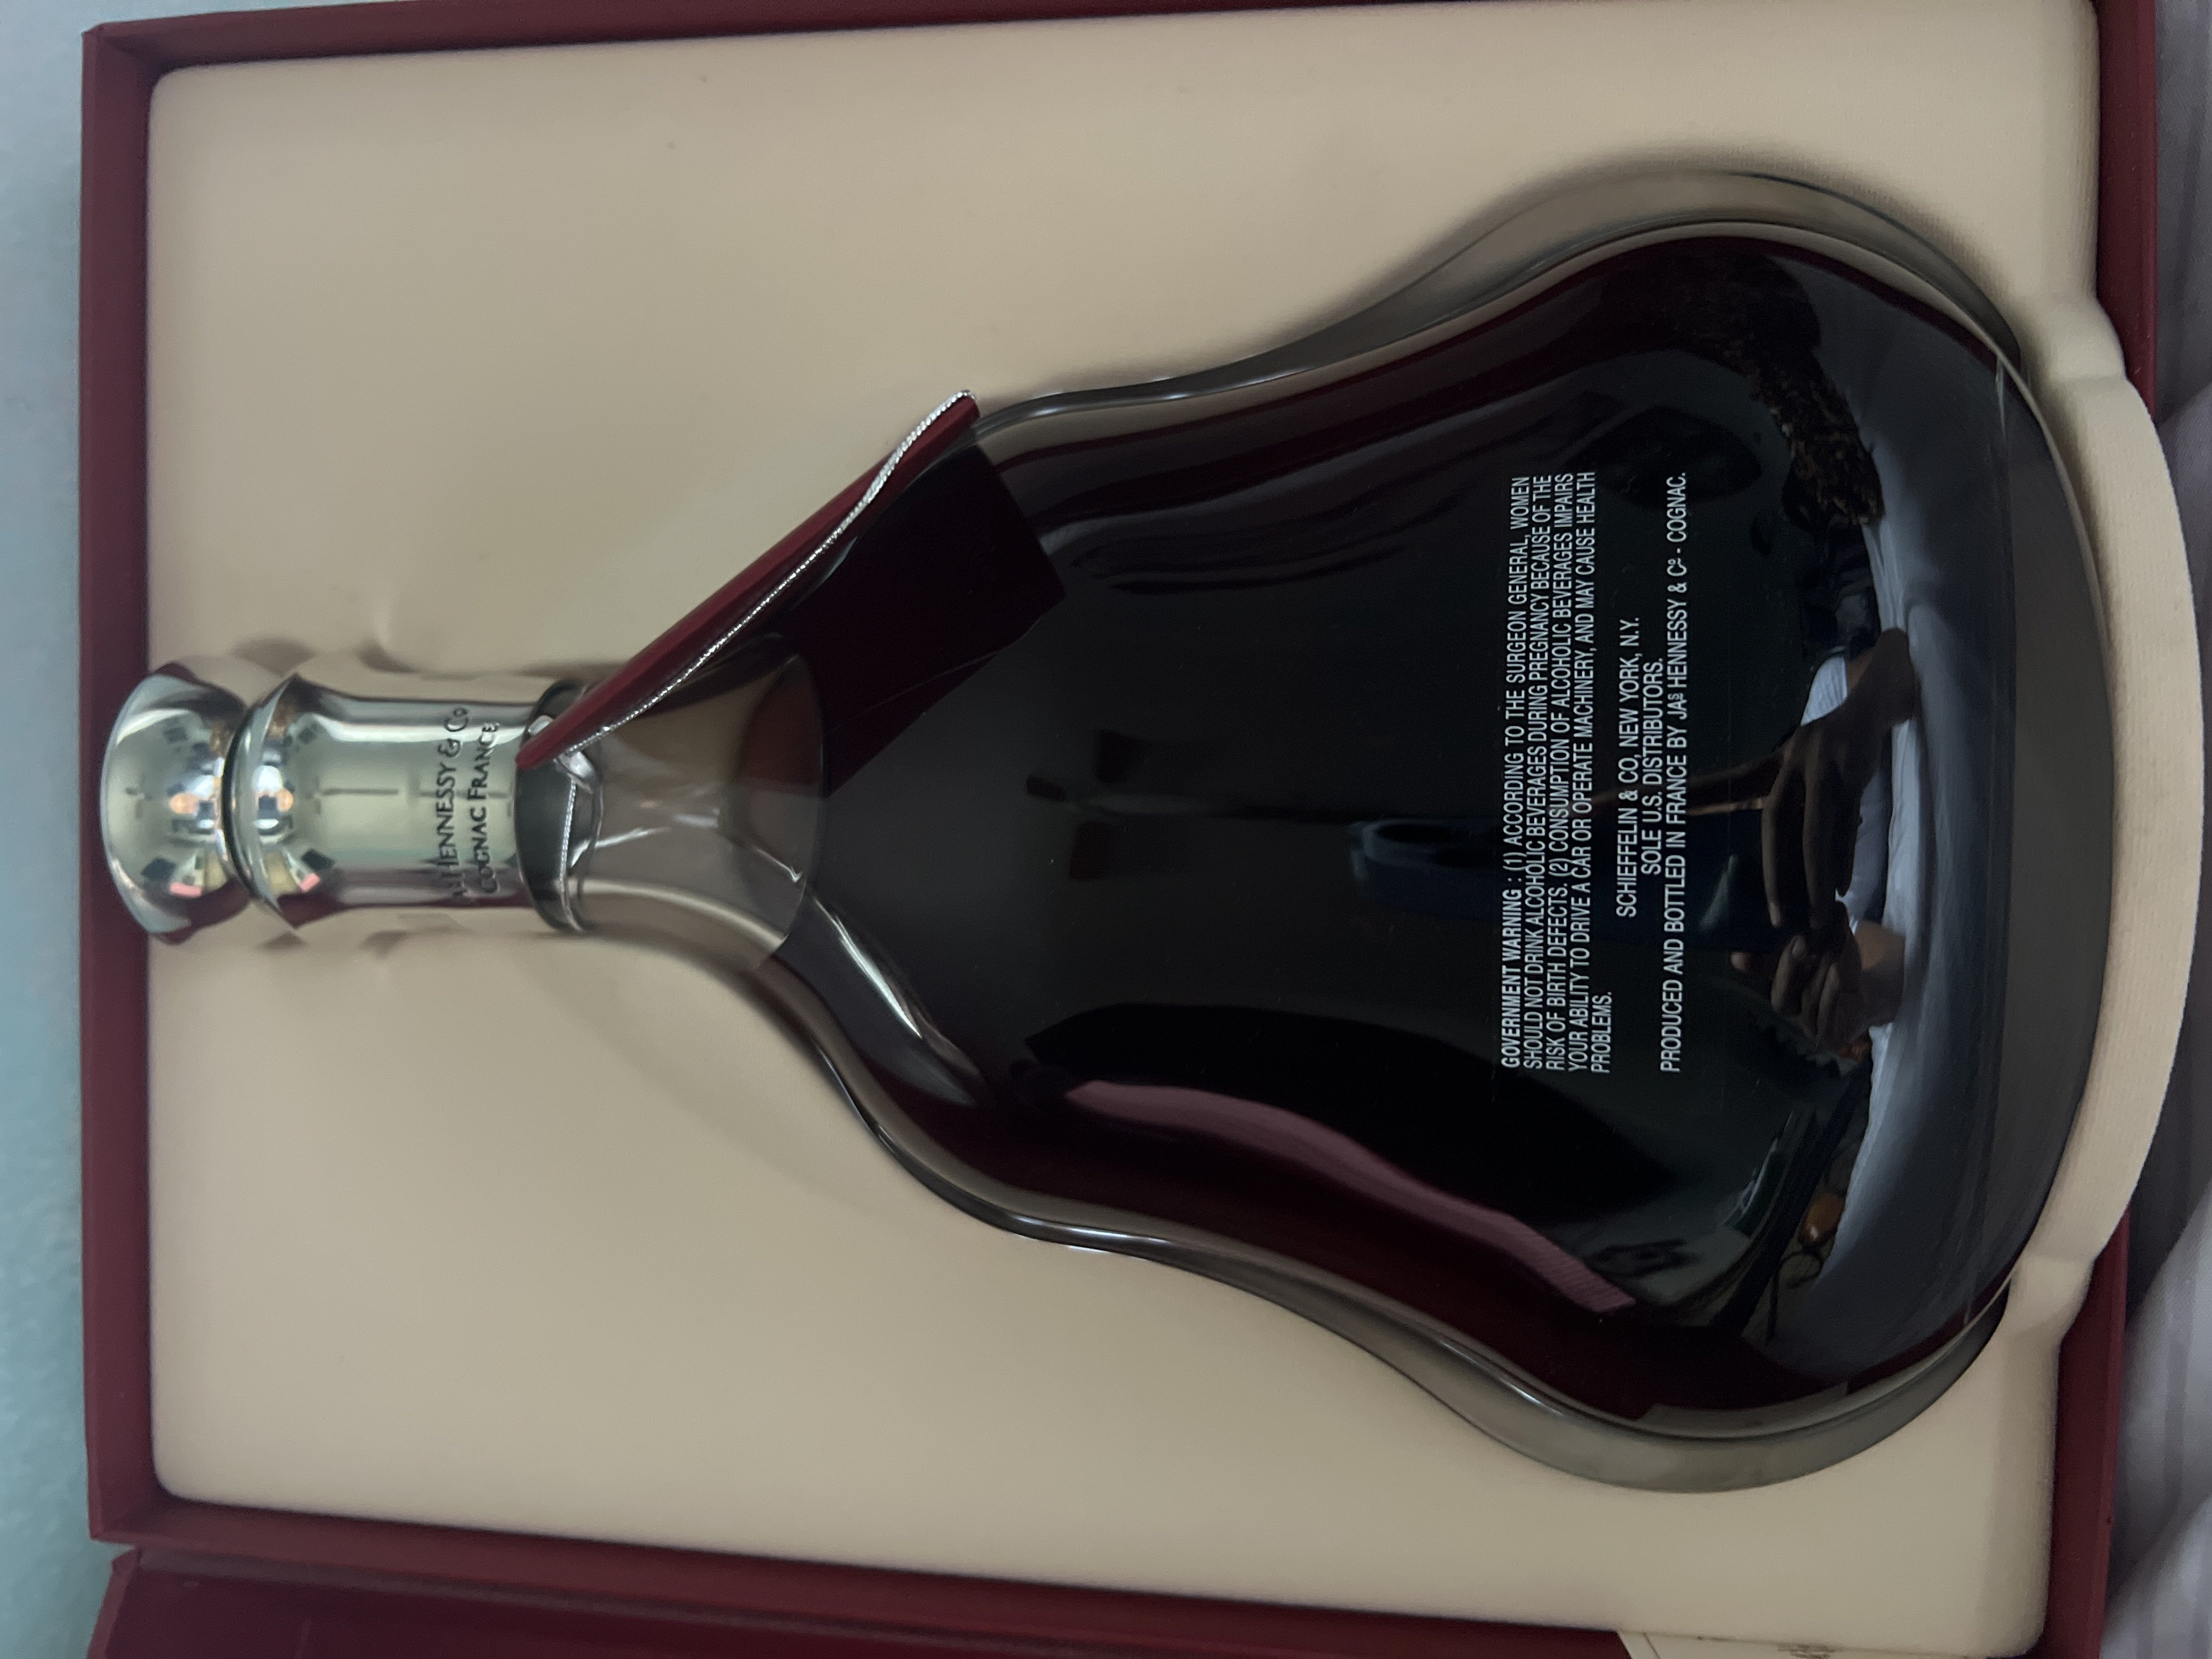 HENNESSY & Cº
COGNAC FRANCE
GOVERNMENT WARNING : (1) ACCORDING TO THE SURGEON GENERAL, WOMEN
SHOULD NOT DRINK ALCOHOLIC BEVERAGES DURING PREGNANCY BECAUSE OF THE
RISK OF BIRTH DEFECTS. (2) CONSUMPTION OF ALCOHOLIC BEVERAGES IMPAIRS
YOUR ABILITY TO DRIVE A CAR OR OPERATE MACHINERY, AND MAY CAUSE HEALTH
PROBLEMS.
SCHIEFFELIN & CO, NEW YORK, N.Y.
SOLE U.S. DISTRIBUTORS.
PRODUCED AND BOTTLED IN FRANCE BY JAˢ HENNESSY & Cº - COGNAC.